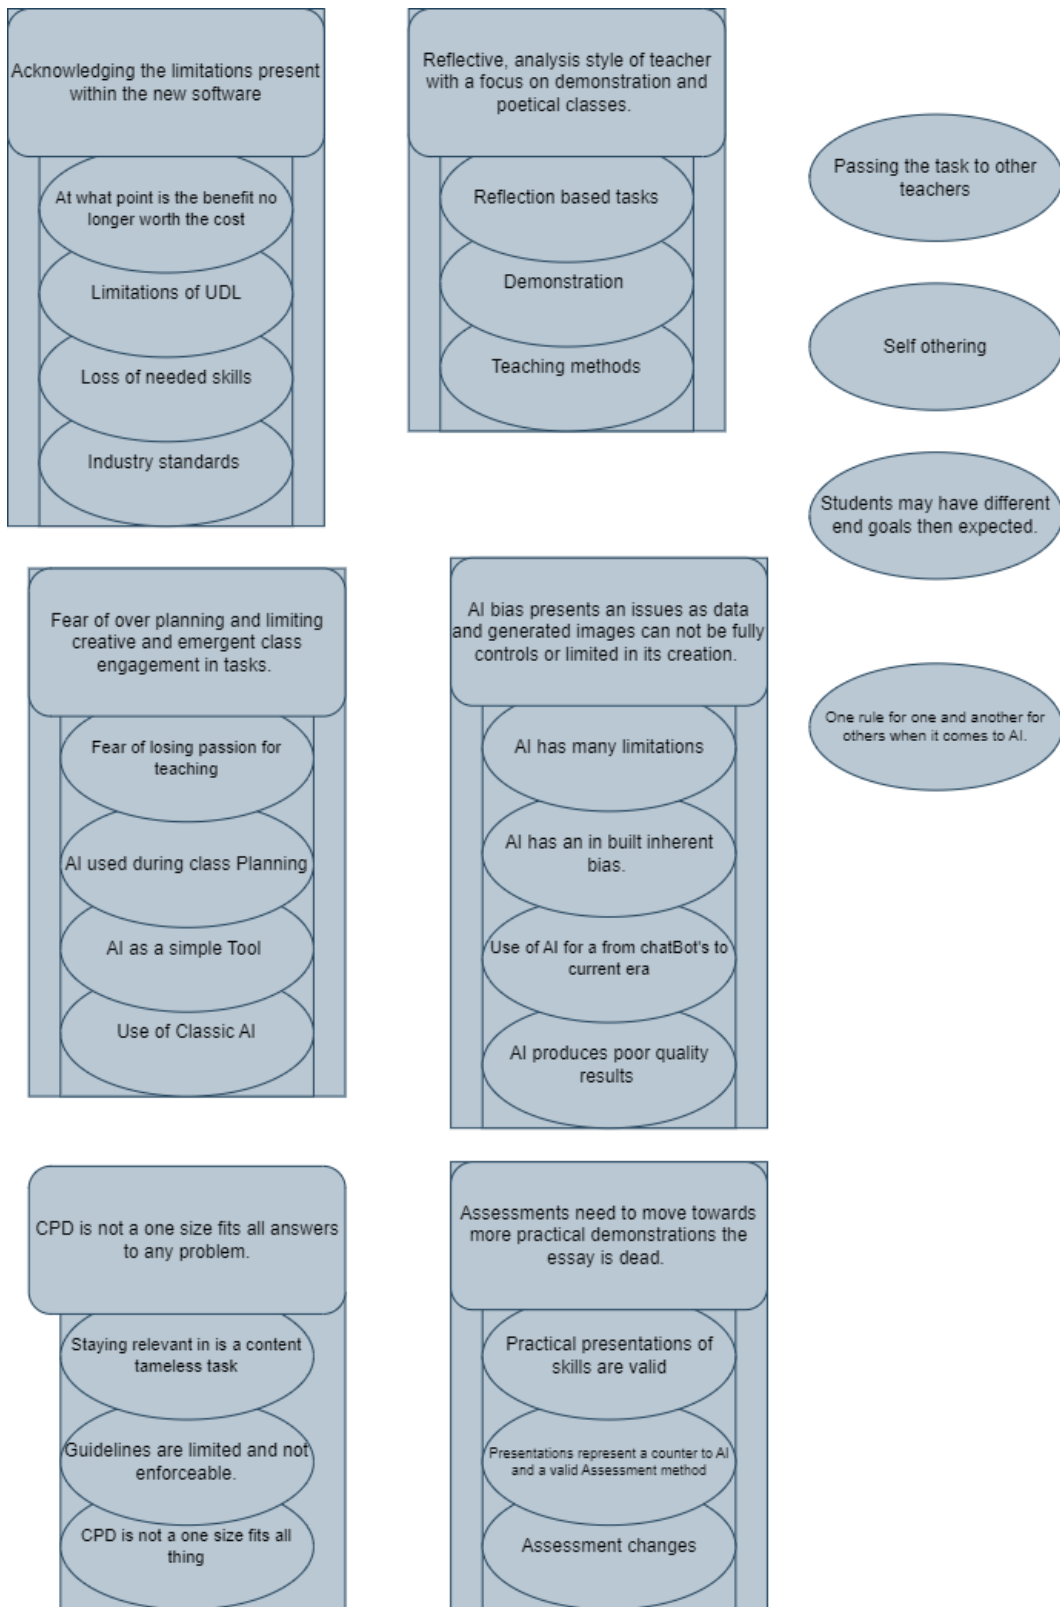 Acknowledging the limitations present
within the new software
At what point is the benefit no
longer worth the cost
Limitations of UDL
Loss of needed skills
Industry standards
Reflective, analysis style of teacher
with a focus on demonstration and
poetical classes.
Reflection based tasks
Demonstration
Teaching methods
Passing the task to other
teachers
Self othering
Students may have different
end goals then expected.
One rule for one and another for
others when it comes to AI.
Fear of over planning and limiting
creative and emergent class
engagement in tasks.
Fear of losing passion for
teaching
AI used during class Planning
AI as a simple Tool
Use of Classic AI
AI bias presents an issues as data
and generated images can not be fully
controls or limited in its creation.
AI has many limitations
AI has an in built inherent
bias.
Use of AI for a from chatBot's to
current era
AI produces poor quality
results
CPD is not a one size fits all answers
to any problem.
Staying relevant in is a content
tameless task
Guidelines are limited and not
enforceable.
CPD is not a one size fits all
thing
Assessments need to move towards
more practical demonstrations the
essay is dead.
Practical presentations of
skills are valid
Presentations represent a counter to AI
and a valid Assessment method
Assessment changes